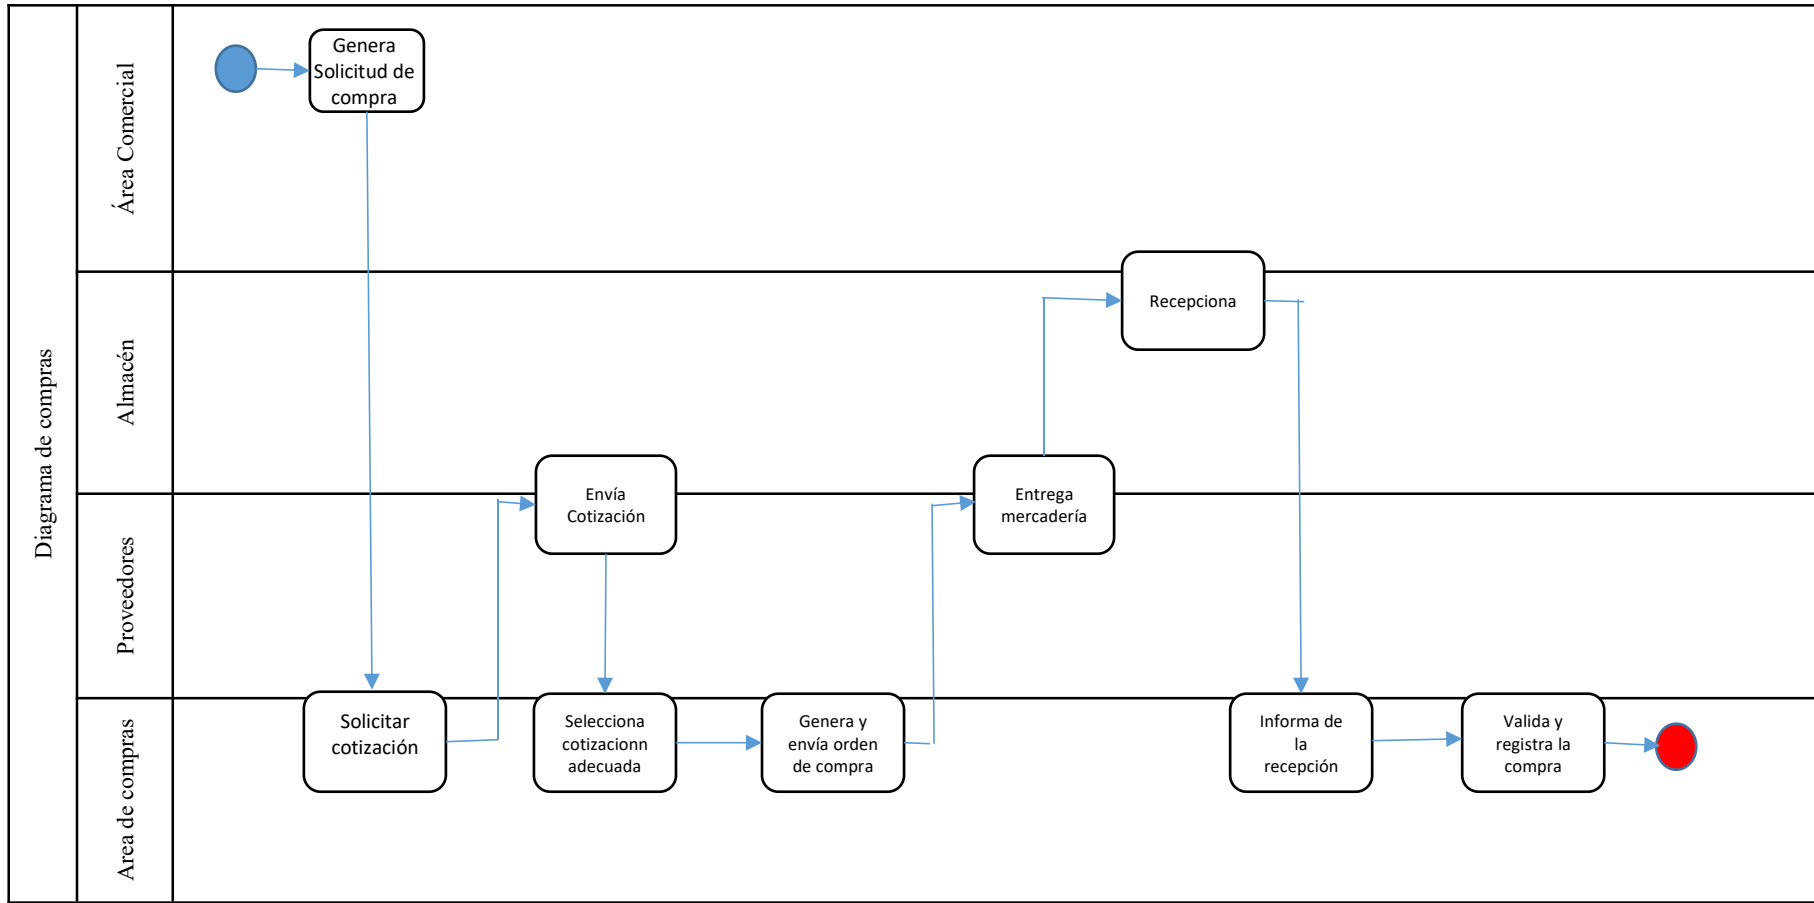 Diagrama de compras
Área Comercial
Genera
Solicitud de
compra
Almacén
Recepciona
Proveedores
Envía
Cotización
Entrega
mercadería
Area de compras
Solicitar
cotización
Selecciona
cotizacionn
adecuada
Genera y
envía orden
de compra
Informa de
la
recepción
Valida y
registra la
compra